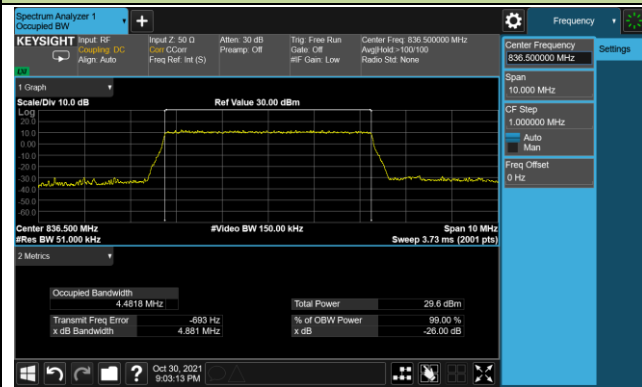 Spectrum Analyzer 1
Occupied BW
Frequency
KEYSIGHT
Input: RF
Coupling: DC
Align: Auto
Input Z: 50 Ω
Corr CCorr
Freq Ref: Int (S)
Atten: 30 dB
Preamp: Off
Trig: Free Run
Gate: Off
#IF Gain: Low
Center Freq: 836.500000 MHz
Avg|Hold:>100/100
Radio Std: None
Center Frequency
836.500000 MHz
Settings
Span
10.000 MHz
CF Step
1.000000 MHz
Auto
Man
Freq Offset
0 Hz
1 Graph
Scale/Div 10.0 dB
Ref Value 30.00 dBm
Log
20.0
10.0
0.00
-10.0
-20.0
-30.0
-40.0
-50.0
-60.0
Center 836.500 MHz
#Video BW 150.00 kHz
Span 10 MHz
#Res BW 51.000 kHz
Sweep 3.73 ms (2001 pts)
2 Metrics
Occupied Bandwidth
4.4818 MHz
Total Power
29.6 dBm
Transmit Freq Error
-693 Hz
% of OBW Power
99.00 %
x dB Bandwidth
4.881 MHz
x dB
-26.00 dB
Oct 30, 2021
9:03:13 PM